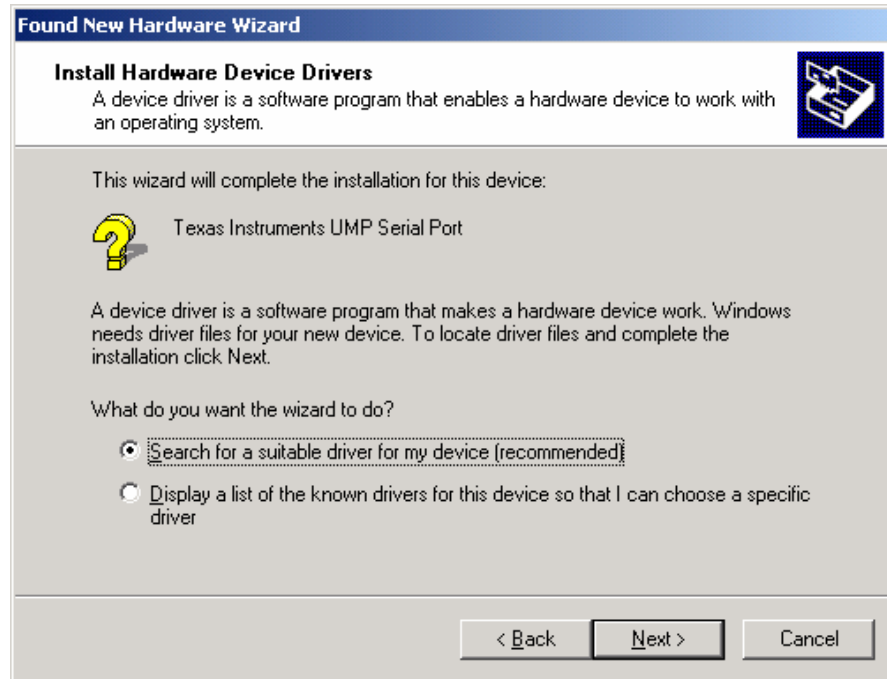 Found New Hardware Wizard
Install Hardware Device Drivers
A device driver is a software program that enables a hardware device to work with
an operating system.
This wizard will complete the installation for this device:
Texas Instruments UMP Serial Port
A device driver is a software program that makes a hardware device work. Windows
needs driver files for your new device. To locate driver files and complete the
installation click Next.
What do you want the wizard to do?
Search for a suitable driver for my device (recommended)
Display a list of the known drivers for this device so that I can choose a specific
driver
< Back Next > Cancel